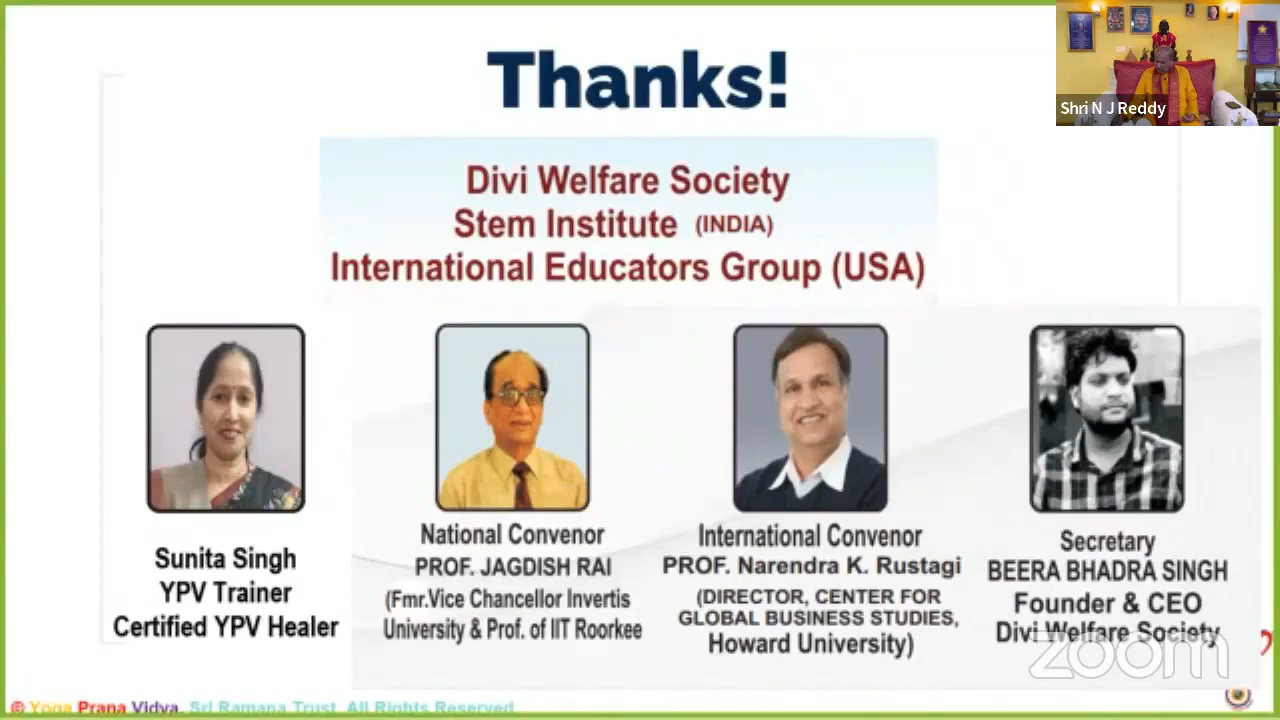 Thanks!
Shri N J Reddy
Divi Welfare Society
Stem Institute (INDIA)
International Educators Group (USA)
Sunita Singh
YPV Trainer
Certified YPV Healer
National Convenor
PROF. JAGDISH RAI
(Fmr.Vice Chancellor Invertis
University & Prof. of IIT Roorkee
International Convenor
PROF. Narendra K. Rustagi
(DIRECTOR, CENTER FOR
GLOBAL BUSINESS STUDIES,
Howard University)
Secretary
BEERA BHADRA SINGH
Founder & CEO
Divi Welfare Society
zoom
® Yoga Prana Vidya, Sri Ramana Trust. All Rights Reserved.